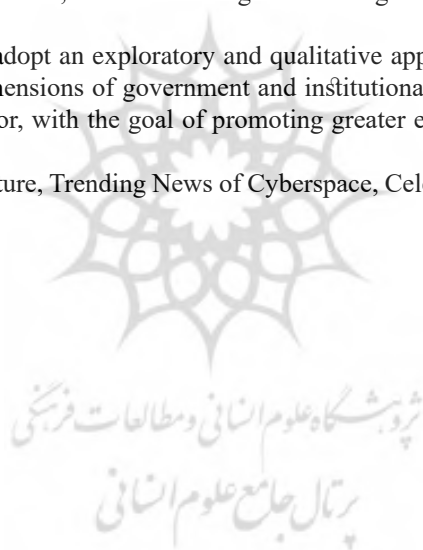 adopt an exploratory and qualitative app
mensions of government and institutiona
or, with the goal of promoting greater e
ture, Trending News of Cyberspace, Cele
پژوهشگاه علوم انسانی و مطالعات فرهنگی
پرتال جامع علوم انسانی